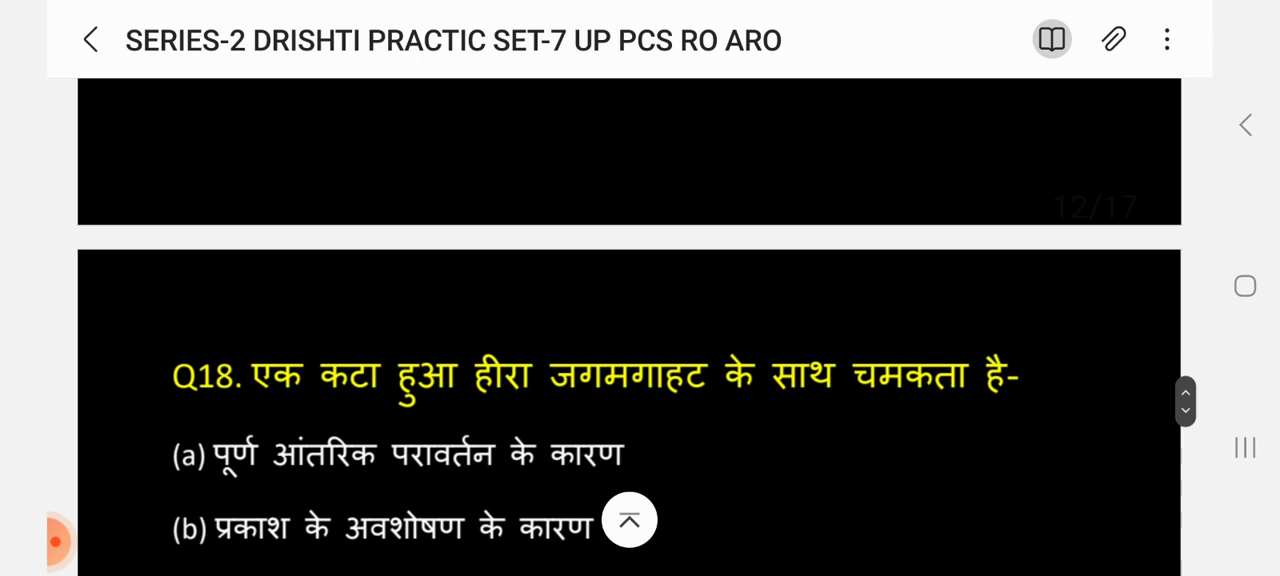 SERIES-2 DRISHTI PRACTIC SET-7 UP PCS RO ARO
12/17
Q18. एक कटा हुआ हीरा जगमगाहट के साथ चमकता है-
(a) पूर्ण आंतरिक परावर्तन के कारण
(b) प्रकाश के अवशोषण के कारण